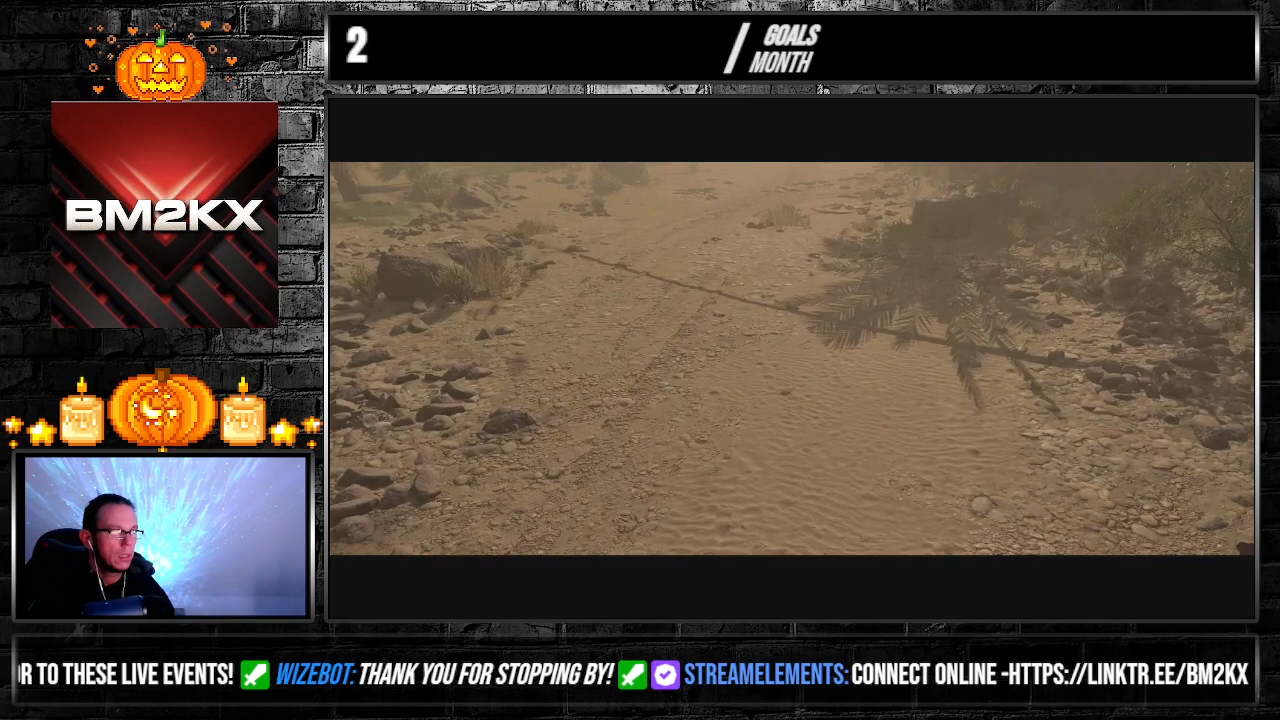 2
/ GOALS
MONTH
BM2KX
R TO THESE LIVE EVENTS! WIZEBOT: THANK YOU FOR STOPPING BY! STREAMELEMENTS: CONNECT ONLINE -HTTPS://LINKTR.EE/BM2KX